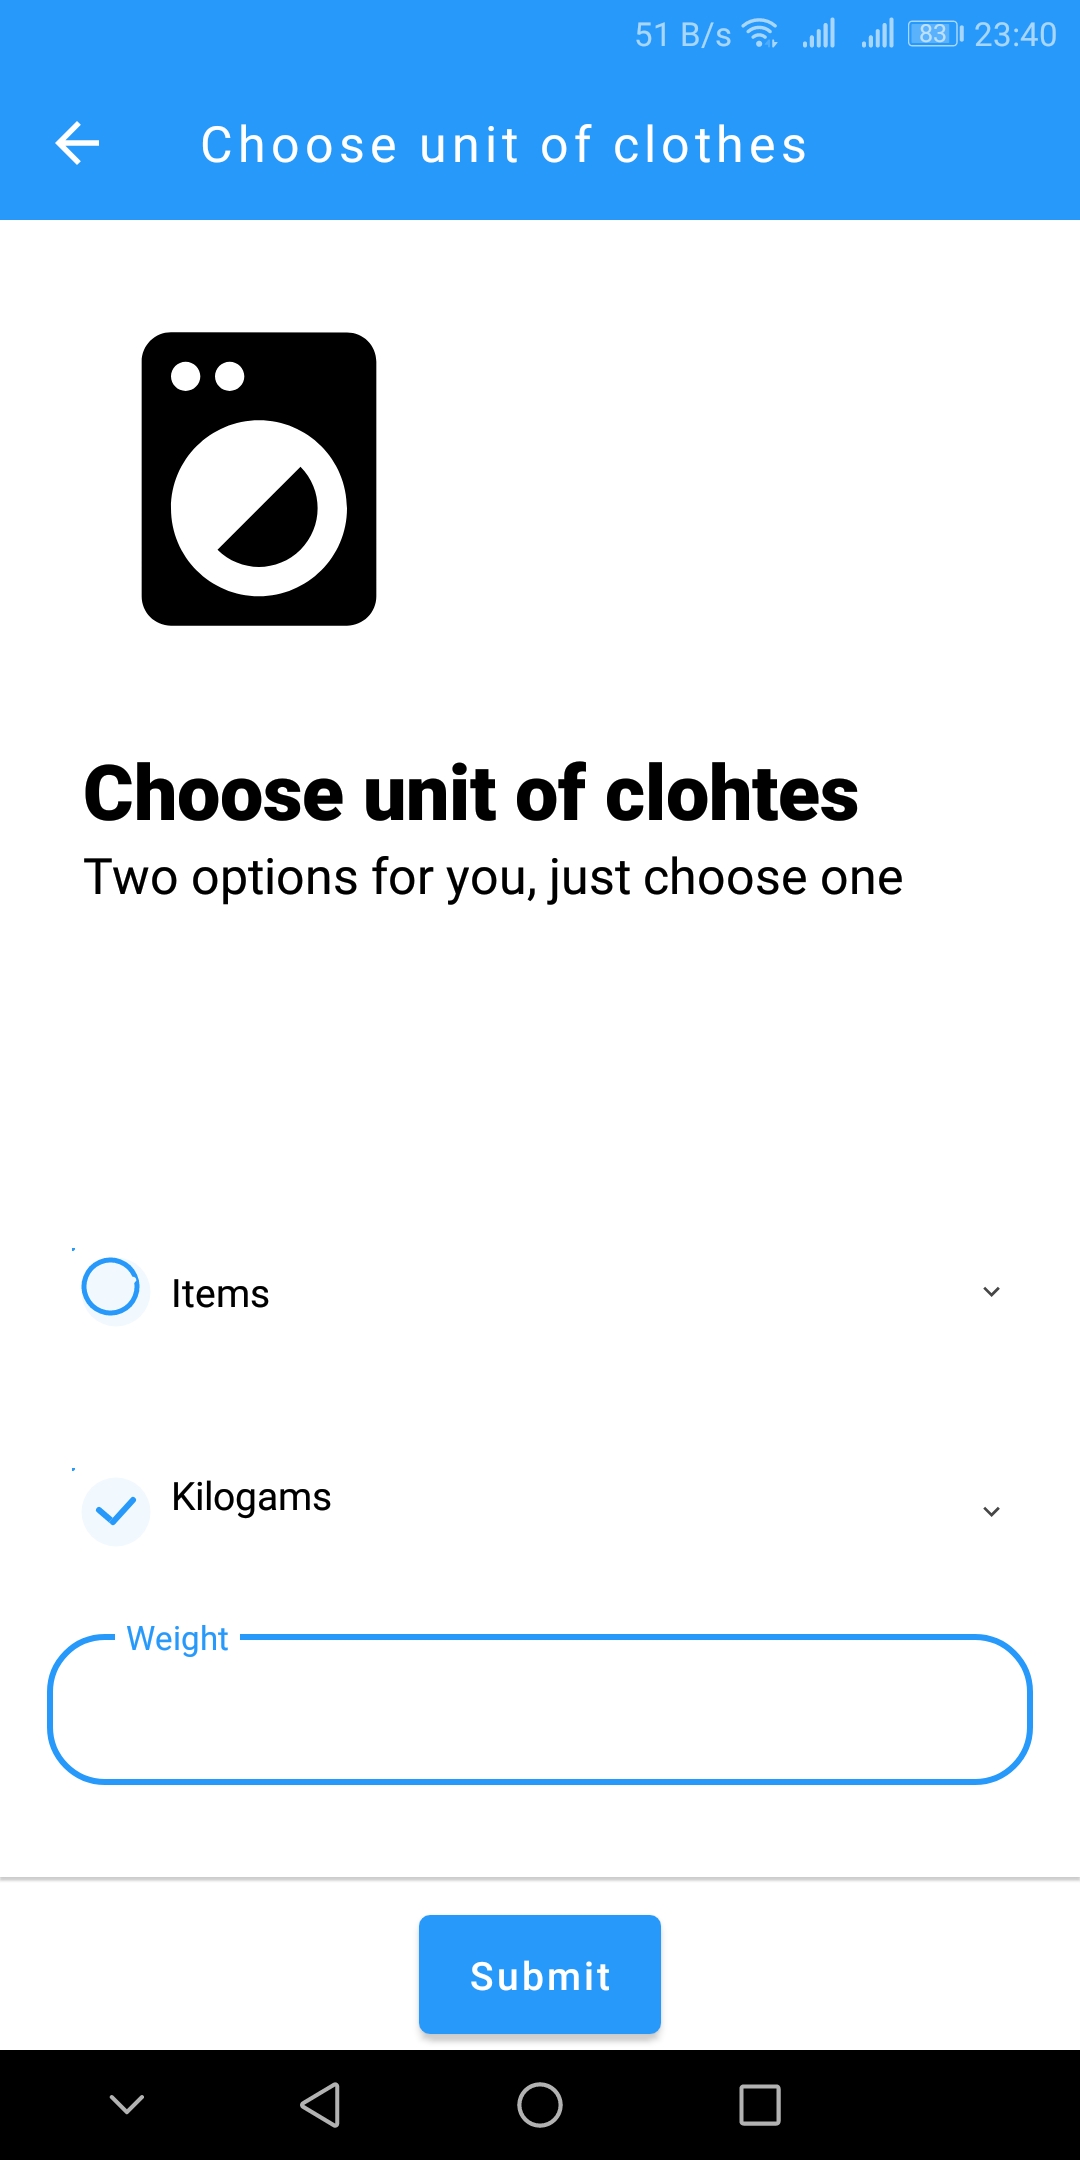 51 B/s 83 23:40
Choose unit of clothes
Choose unit of clohtes
Two options for you, just choose one
Items
Kilogams
Weight
Submit